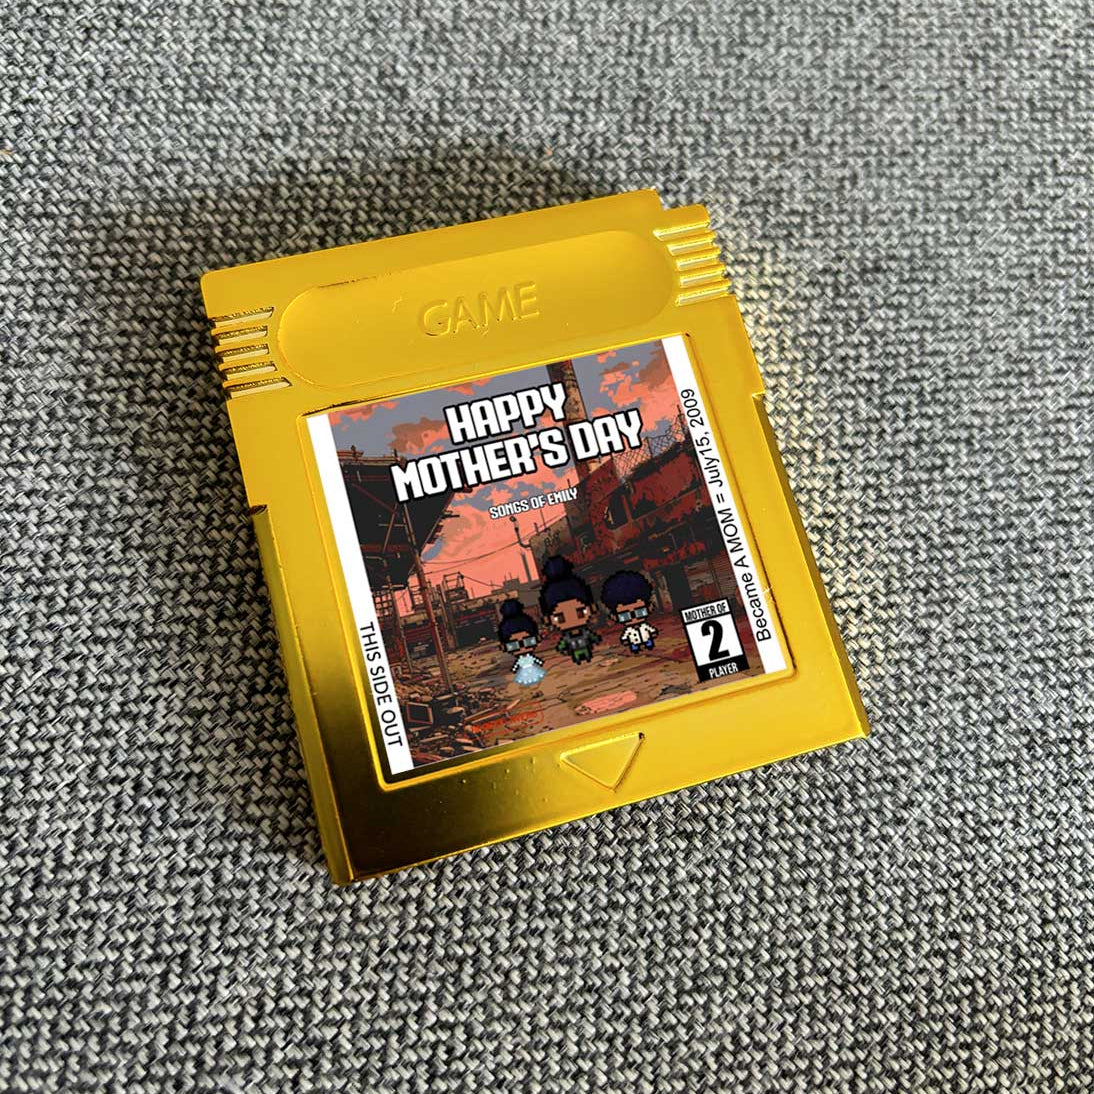 GAME
HAPPY
MOTHER'S DAY
SONGS OF EMILY
THIS SIDE OUT
Became A MOM = July15, 2009
MOTHER OF
2
PLAYER